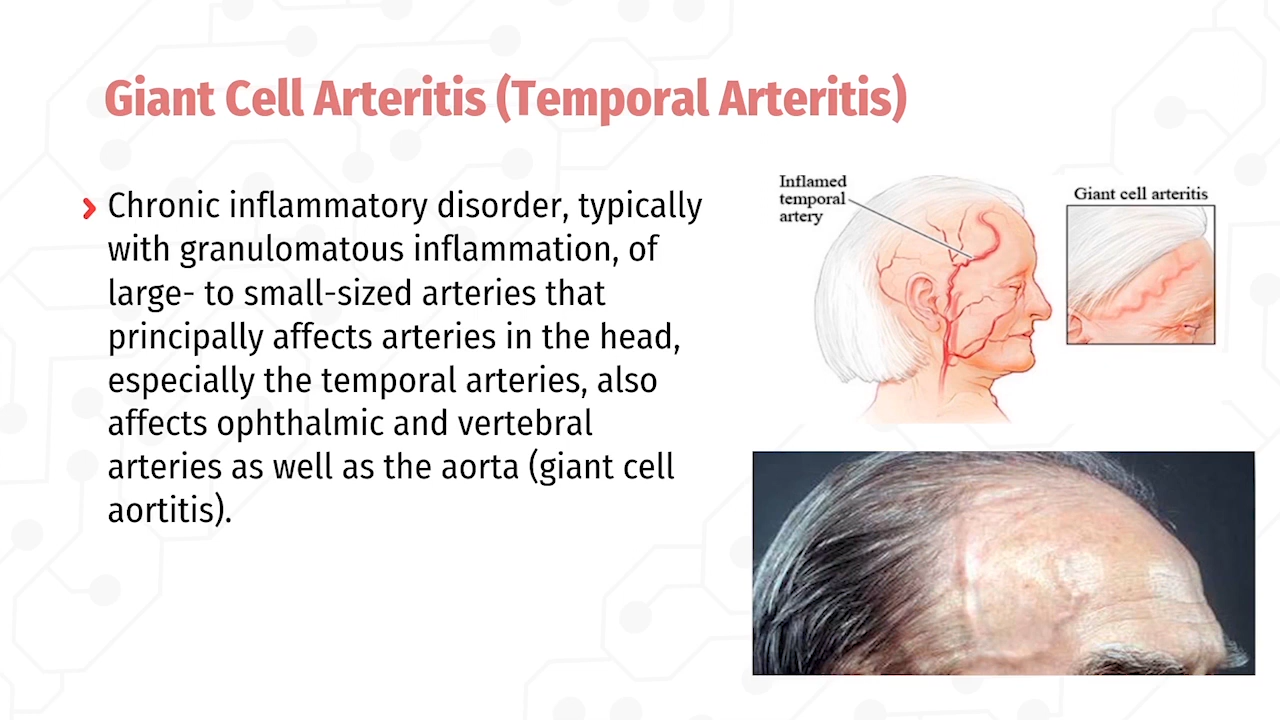 Giant Cell Arteritis (Temporal Arteritis)
Chronic inflammatory disorder, typically
with granulomatous inflammation, of
large- to small-sized arteries that
principally affects arteries in the head,
especially the temporal arteries, also
affects ophthalmic and vertebral
arteries as well as the aorta (giant cell
aortitis).
Inflamed
temporal
artery
Giant cell arteritis